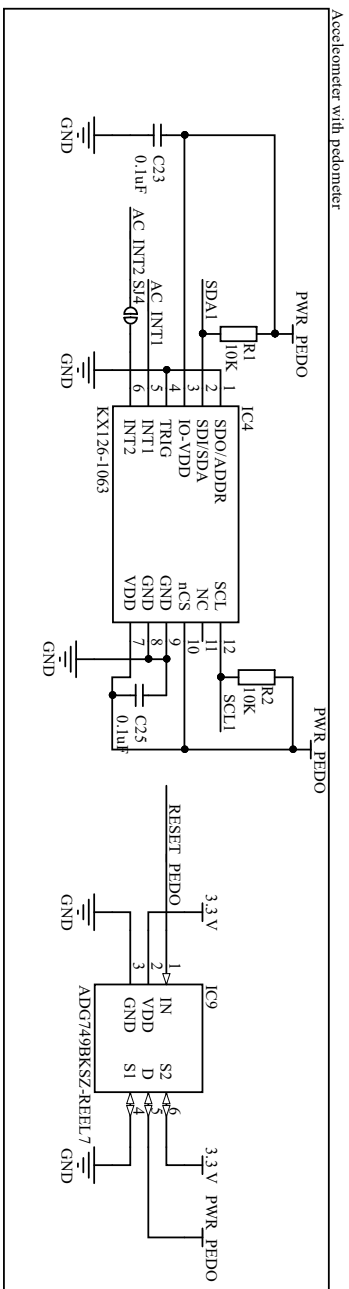 Acceleometer with pedometer
PWR_PEDO
R1
10K
SDA1
C23
0.1uF
GND
AC_INT1
AC_INT2
SJ4
GND
IC4
1
2
3
4
5
6
SDO/ADDR
SDI/SDA
IO-VDD
TRIG
INT1
INT2
SCL
NC
nCS
GND
GND
VDD
12
11
10
9
8
7
KX126-1063
PWR_PEDO
R2
10K
SCL1
C25
0.1uF
GND
RESET_PEDO
3.3V
GND
IC9
1
2
3
IN
VDD
GND
S2
D
S1
6
5
4
ADG749BKSZ-REEL7
3.3V
PWR_PEDO
GND